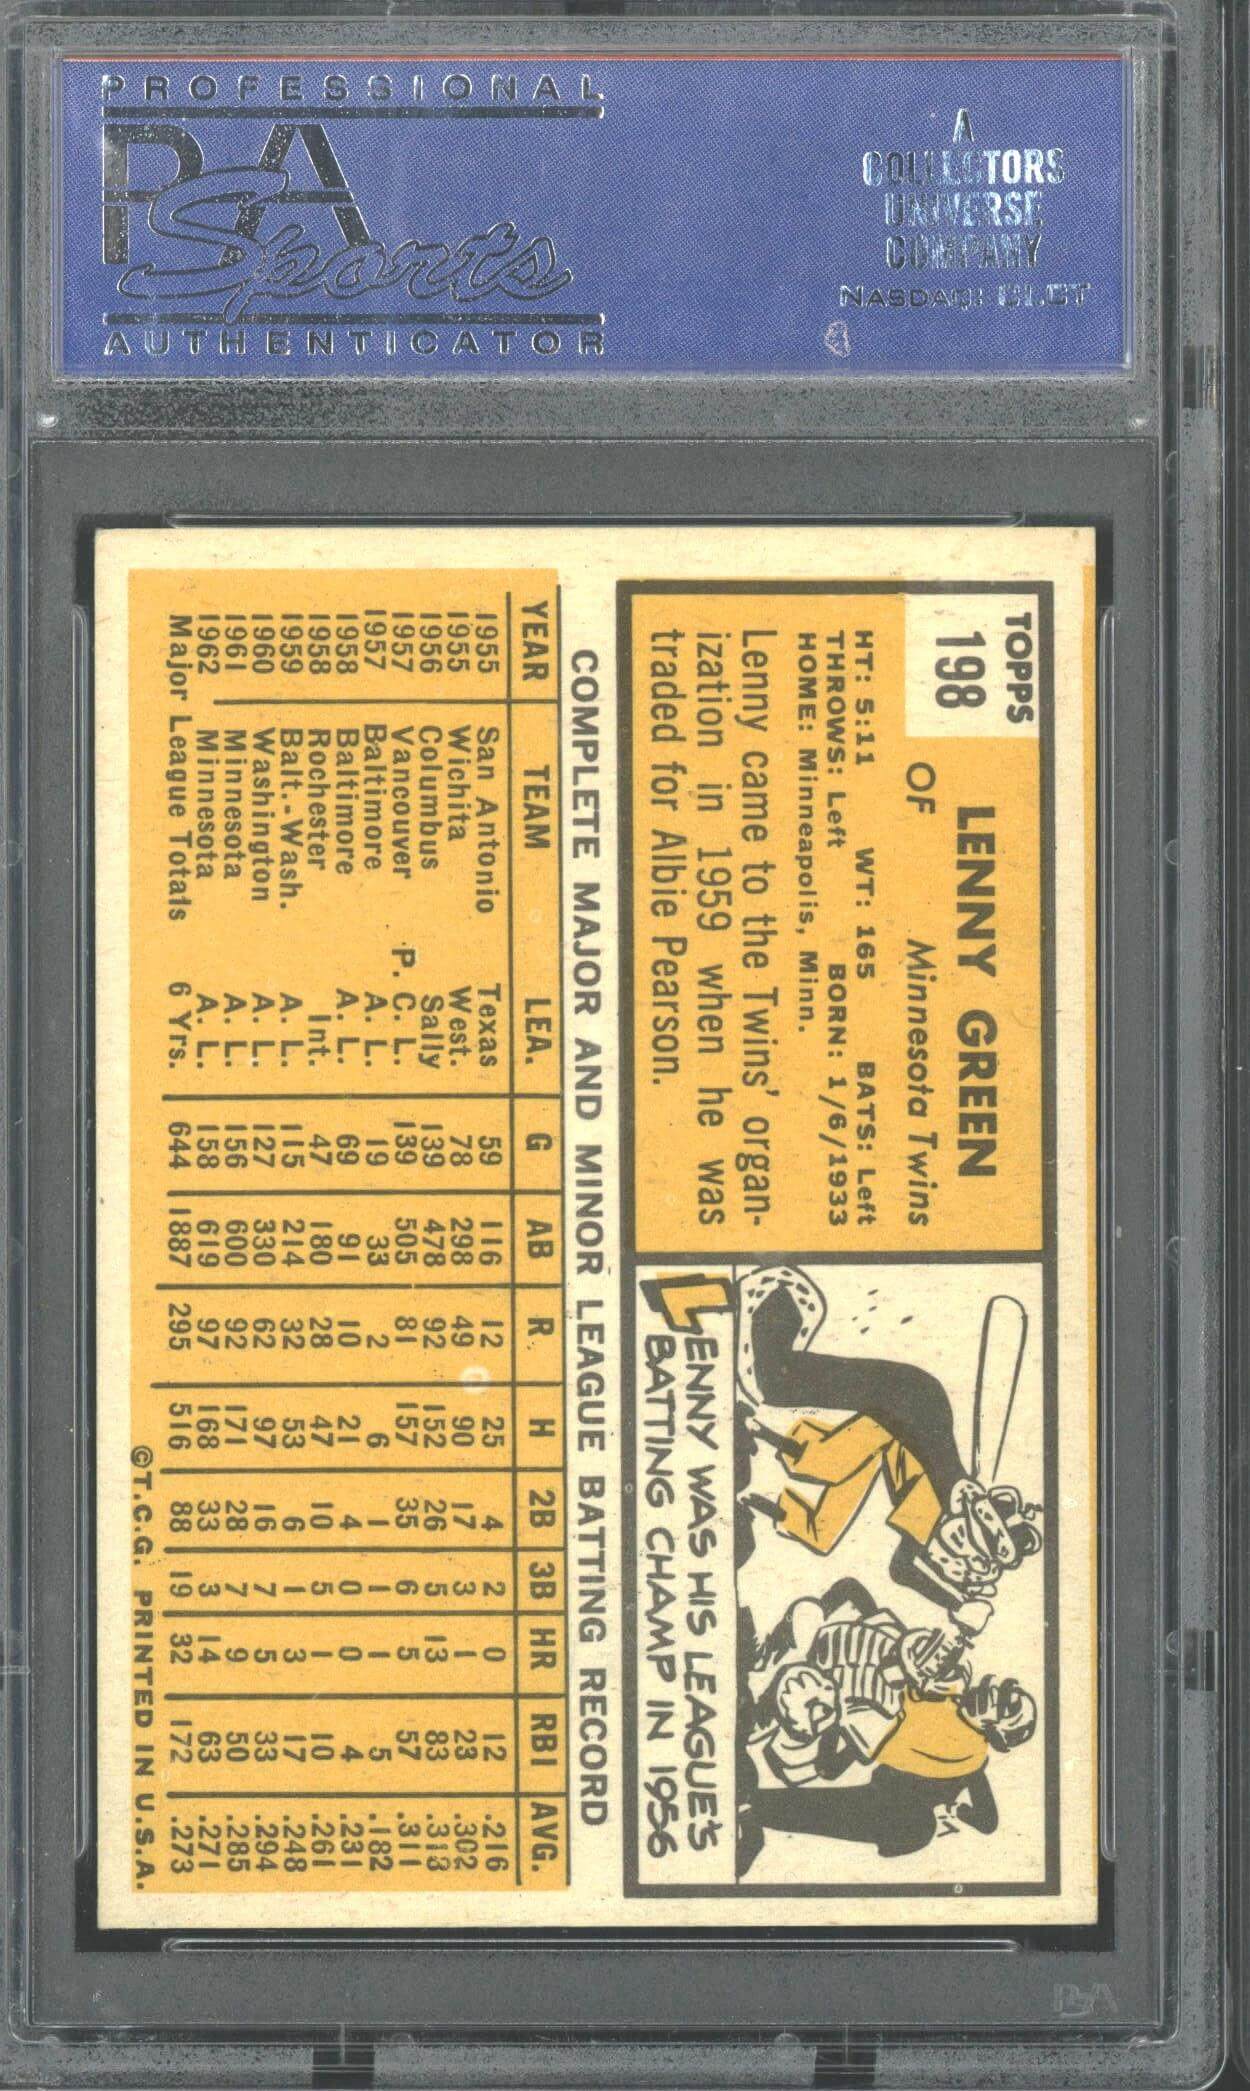 PROFESSIONAL
PSA
Sports
AUTHENTICATOR
A
COLLECTORS
UNIVERSE
COMPANY
NASDAQ: CLCT
TOPPS
198
LENNY GREEN
OF Minnesota Twins
HT: 5:11 WT: 165 BATS: Left
THROWS: Left BORN: 1/6/1933
HOME: Minneapolis, Minn.
Lenny came to the Twins' organ-
ization in 1959 when he was
traded for Albie Pearson.
LENNY WAS HIS LEAGUE'S
BATTING CHAMP IN 1956
COMPLETE MAJOR AND MINOR LEAGUE BATTING RECORD
YEAR TEAM LEA. G AB R H 2B 3B HR RBI AVG.
1955 San Antonio Texas 59 116 12 25 4 2 0 12 .216
1955 Wichita West. 78 298 49 90 17 3 1 23 .302
1956 Columbus Sally 139 478 92 152 26 5 13 83 .318
1957 Vancouver P. C. L. 139 505 81 157 35 6 5 57 .311
1957 Baltimore A. L. 19 33 2 6 1 1 1 5 .182
1958 Baltimore A. L. 69 91 10 21 4 0 0 4 .231
1958 Rochester Int. 47 180 28 47 10 5 1 10 .261
1959 Balt.-Wash. A. L. 115 214 32 53 6 1 3 17 .248
1960 Washington A. L. 127 330 62 97 16 7 5 33 .294
1961 Minnesota A. L. 156 600 92 171 28 7 9 50 .285
1962 Minnesota A. L. 158 619 97 168 33 3 14 63 .271
Major League Totals 6 Yrs. 644 1887 295 516 88 19 32 172 .273
©T.C.G. PRINTED IN U.S.A.
PSA